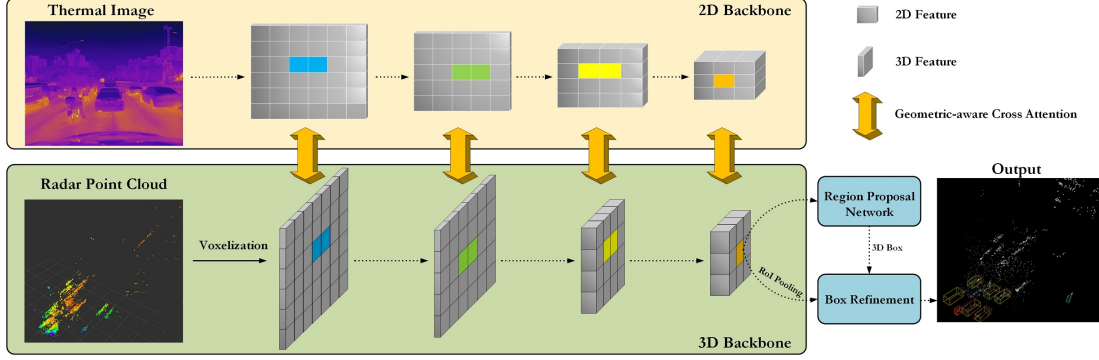 Thermal Image
2D Backbone
2D Feature
3D Feature
Geometric-aware Cross Attention
Radar Point Cloud
Voxelization
3D Backbone
RoI Pooling
Region Proposal
Network
3D Box
Box Refinement
Output